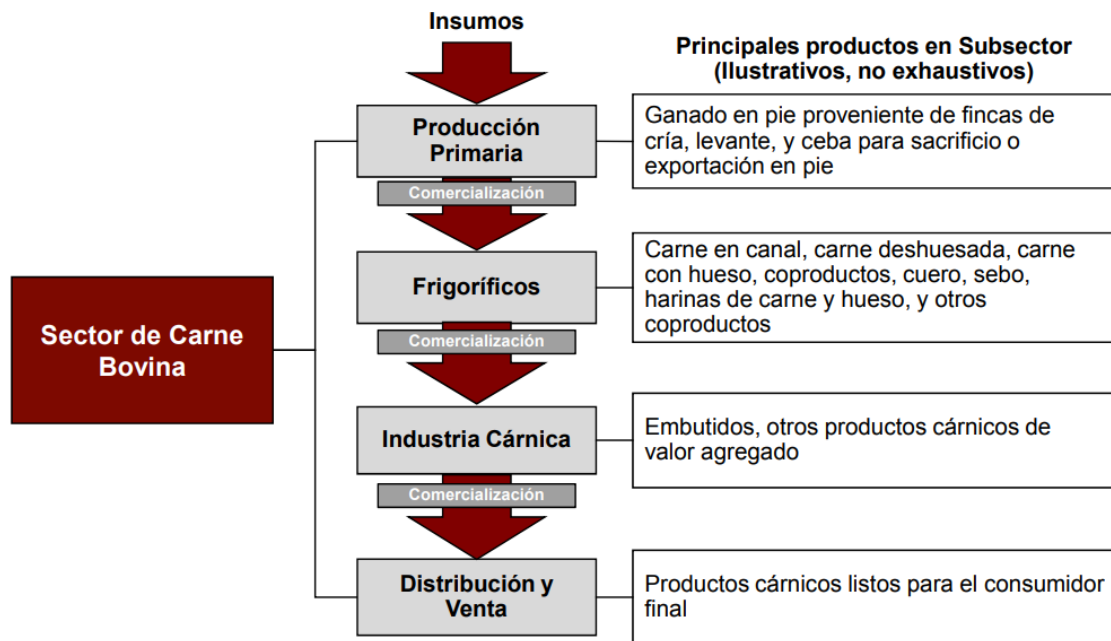 Insumos
Principales productos en Subsector
(Ilustrativos, no exhaustivos)
Producción
Primaria
Ganado en pie proveniente de fincas de
cría, levante, y ceba para sacrificio o
exportación en pie
Comercialización
Sector de Carne
Bovina
Frigoríficos
Carne en canal, carne deshuesada, carne
con hueso, coproductos, cuero, sebo,
harinas de carne y hueso, y otros
coproductos
Comercialización
Industria Cárnica
Embutidos, otros productos cárnicos de
valor agregado
Comercialización
Distribución y
Venta
Productos cárnicos listos para el consumidor
final